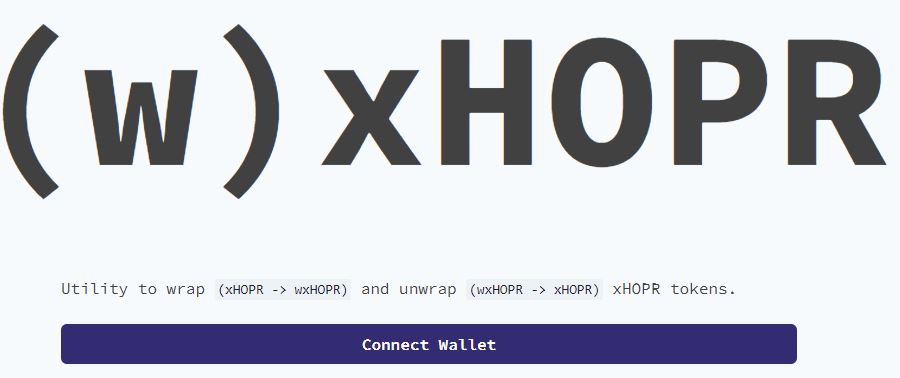 (w)xHOPR
Utility to wrap (xHOPR -> wxHOPR) and unwrap (wxHOPR -> xHOPR) xHOPR tokens.
Connect Wallet